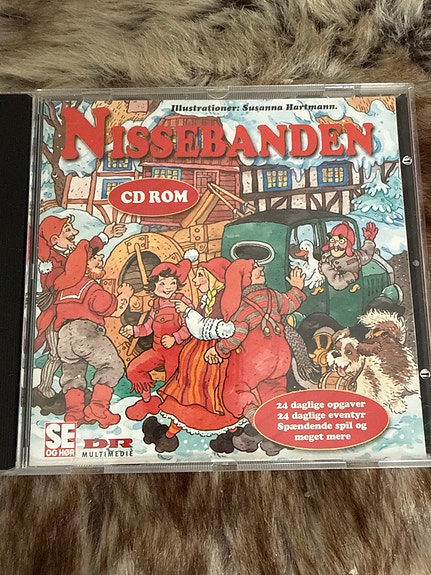 Illustrationer: Susanna Hartmann.
NISSEBANDEN
CD ROM
24 daglige opgaver
24 daglige eventyr
Spændende spil og
meget mere
SE
OG HØR
DR
MULTIMEDIE